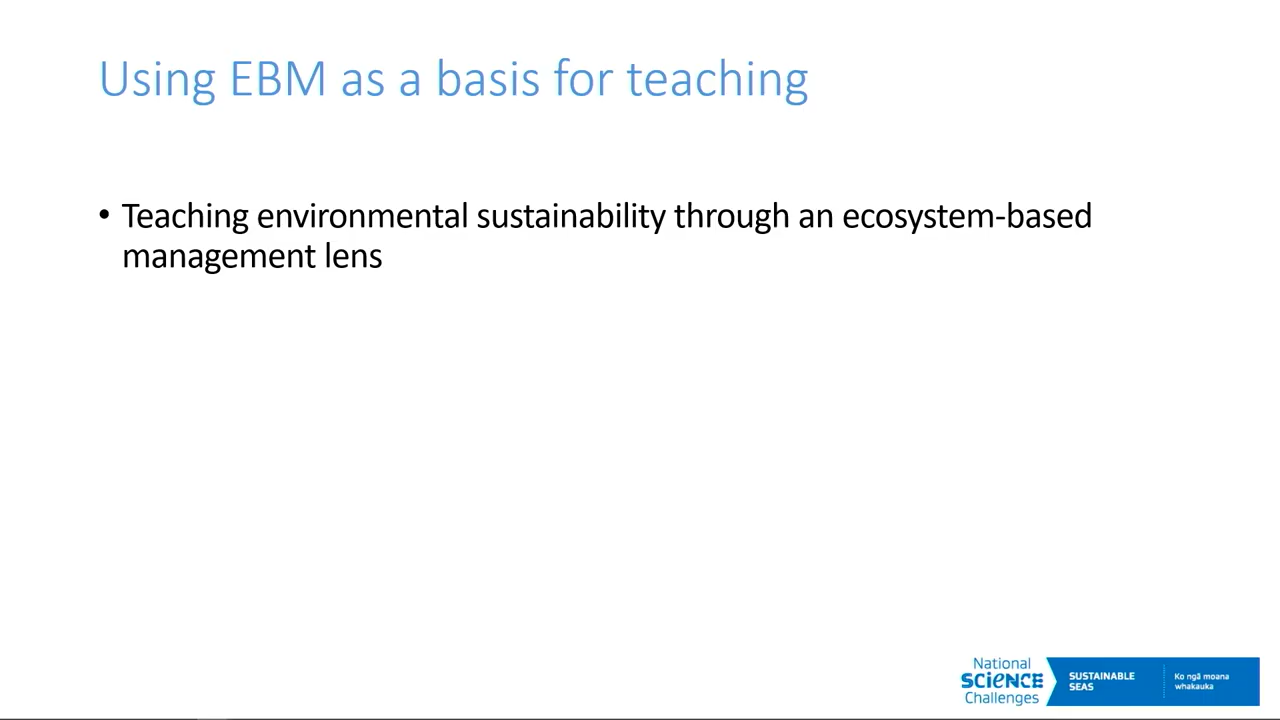 Using EBM as a basis for teaching
• Teaching environmental sustainability through an ecosystem-based
management lens
National
SCIENCE
Challenges
SUSTAINABLE
SEAS
Ko ngā moana
whakauka